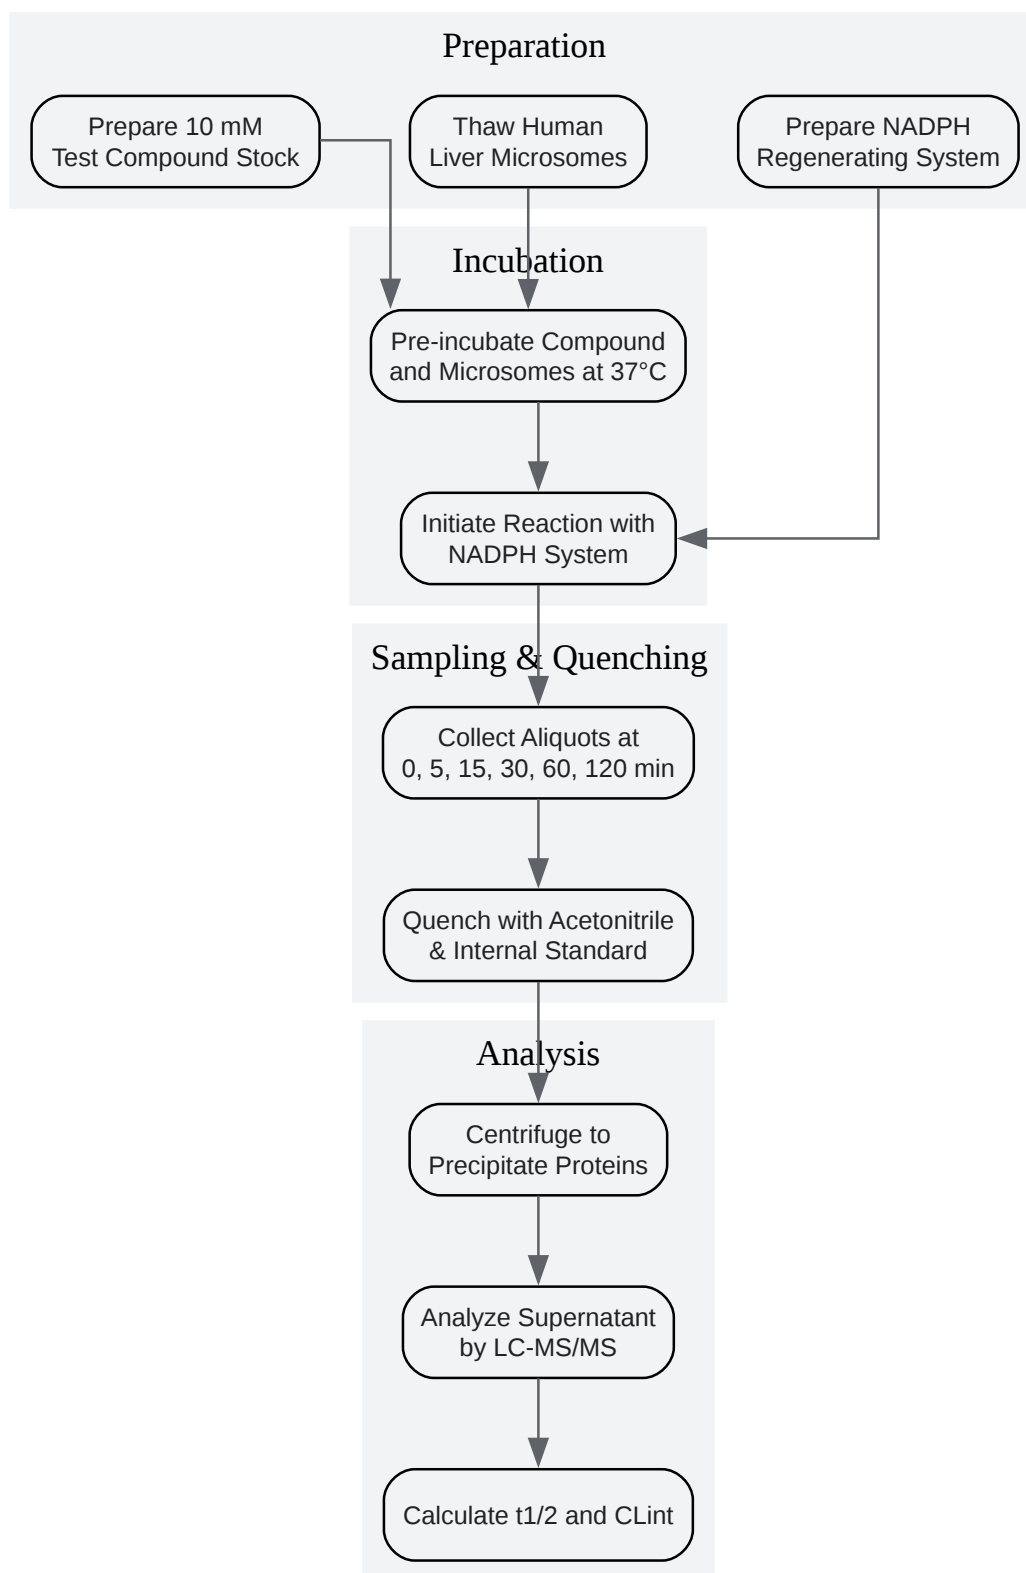 Preparation
Prepare 10 mM
Test Compound Stock
Thaw Human
Liver Microsomes
Prepare NADPH
Regenerating System
Incubation
Pre-incubate Compound
and Microsomes at 37°C
Initiate Reaction with
NADPH System
Sampling & Quenching
Collect Aliquots at
0, 5, 15, 30, 60, 120 min
Quench with Acetonitrile
& Internal Standard
Analysis
Centrifuge to
Precipitate Proteins
Analyze Supernatant
by LC-MS/MS
Calculate t1/2 and CLint